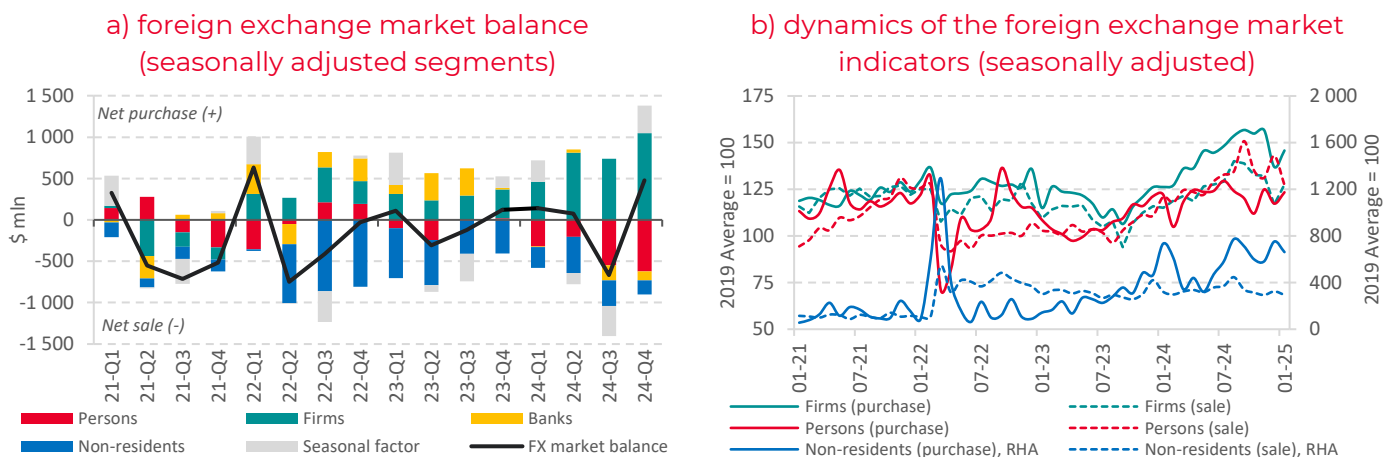 a) foreign exchange market balance
(seasonally adjusted segments)
1 500
1 000
500
0
-500
-1 000
-1 500
$ mln
Net purchase (+)
Net sale (-)
21-Q1
21-Q2
21-Q3
21-Q4
22-Q1
22-Q2
22-Q3
22-Q4
23-Q1
23-Q2
23-Q3
23-Q4
24-Q1
24-Q2
24-Q3
24-Q4
Persons
Firms
Banks
Non-residents
Seasonal factor
FX market balance
b) dynamics of the foreign exchange market
indicators (seasonally adjusted)
175
150
125
100
75
50
2019 Average = 100
2 000
1 600
1 200
800
400
0
2019 Average = 100
01-21
07-21
01-22
07-22
01-23
07-23
01-24
07-24
01-25
Firms (purchase)
Firms (sale)
Persons (purchase)
Persons (sale)
Non-residents (purchase), RHA
Non-residents (sale), RHA